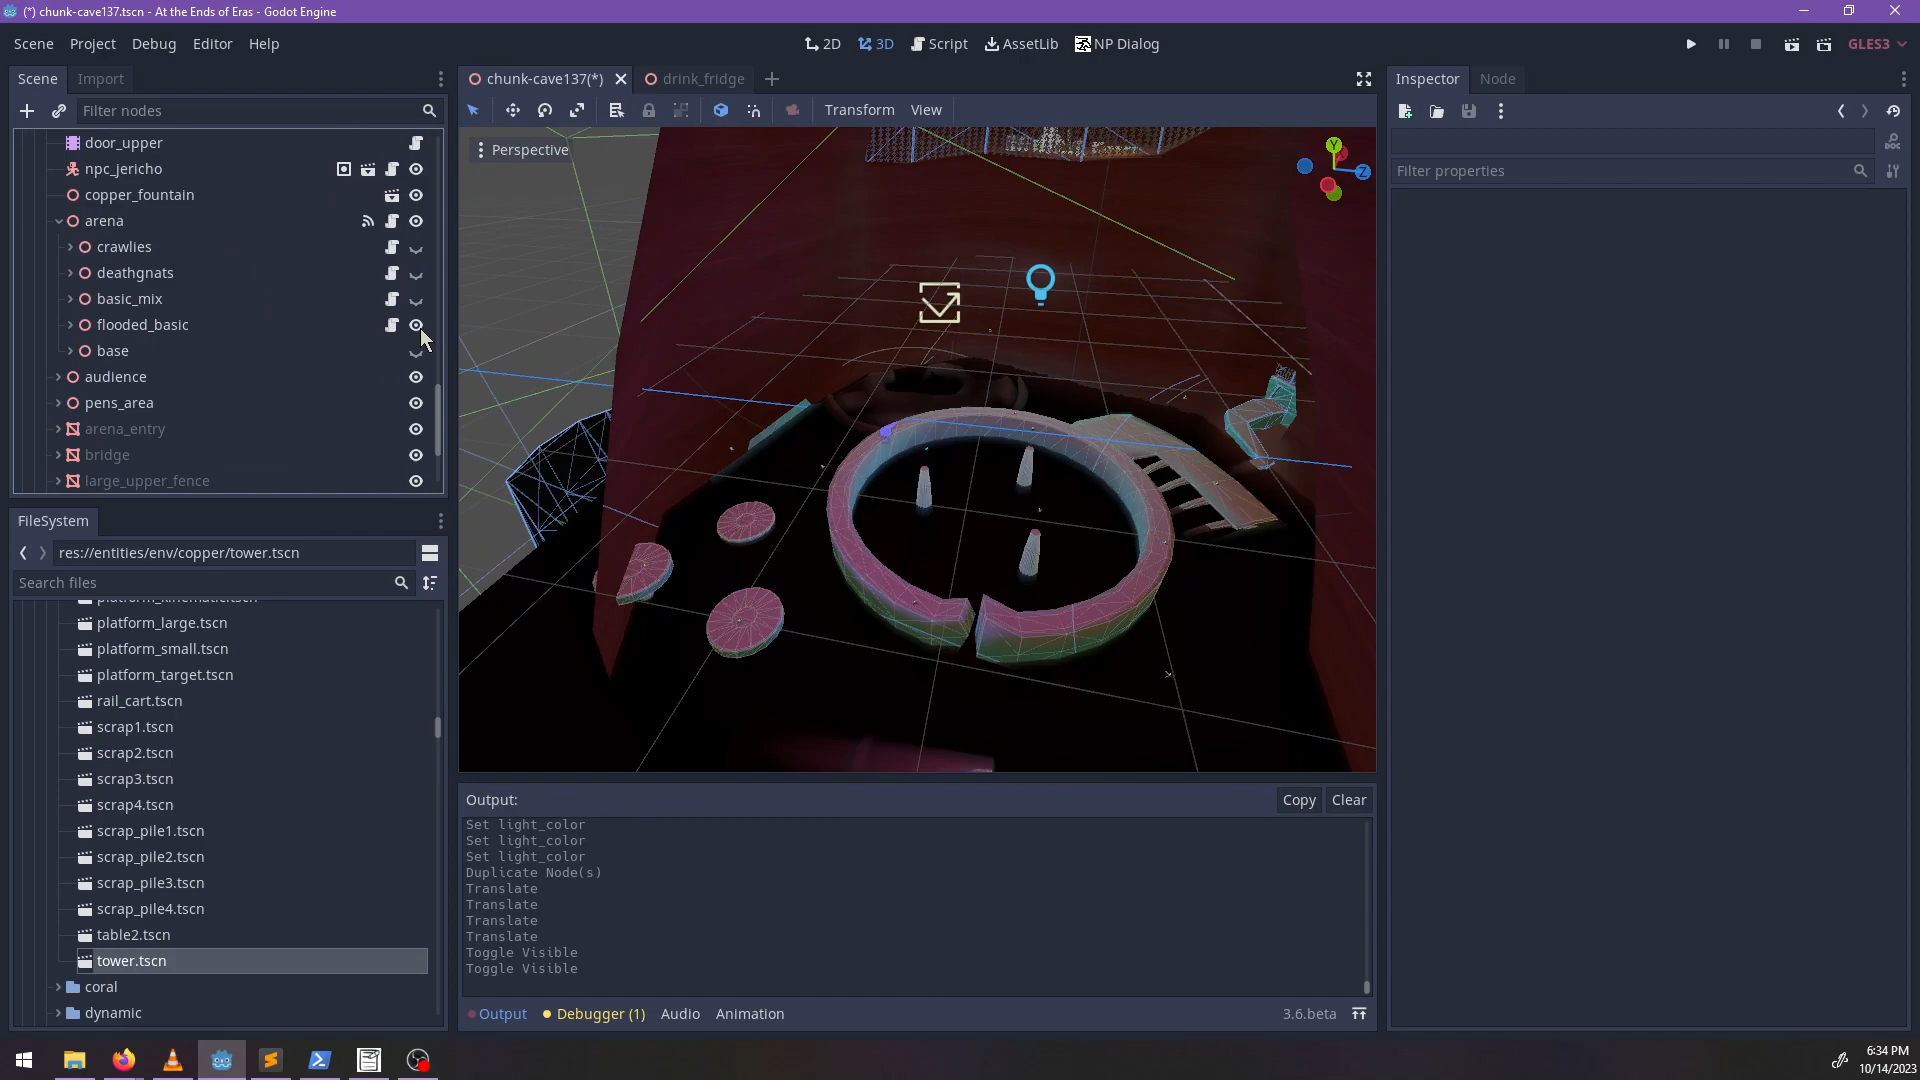 (*) chunk-cave137.tscn - At the Ends of Eras - Godot Engine
Scene Project Debug Editor Help
2D 3D Script AssetLib NP Dialog
GLES3
Scene Import
chunk-cave137(*) drink_fridge
Inspector Node
Filter nodes
Transform View
door_upper
Perspective
Y
Z
npc_jericho
Filter properties
copper_fountain
arena
crawlies
deathgnats
basic_mix
flooded_basic
base
audience
pens_area
arena_entry
bridge
large_upper_fence
FileSystem
res://entities/env/copper/tower.tscn
Search files
platform_kinematic.tscn
platform_large.tscn
platform_small.tscn
platform_target.tscn
rail_cart.tscn
scrap1.tscn
scrap2.tscn
scrap3.tscn
scrap4.tscn
scrap_pile1.tscn
scrap_pile2.tscn
scrap_pile3.tscn
scrap_pile4.tscn
table2.tscn
tower.tscn
coral
dynamic
Output:
Copy Clear
Set light_color
Set light_color
Set light_color
Duplicate Node(s)
Translate
Translate
Translate
Translate
Toggle Visible
Toggle Visible
Output Debugger (1) Audio Animation
3.6.beta
6:34 PM
10/14/2023